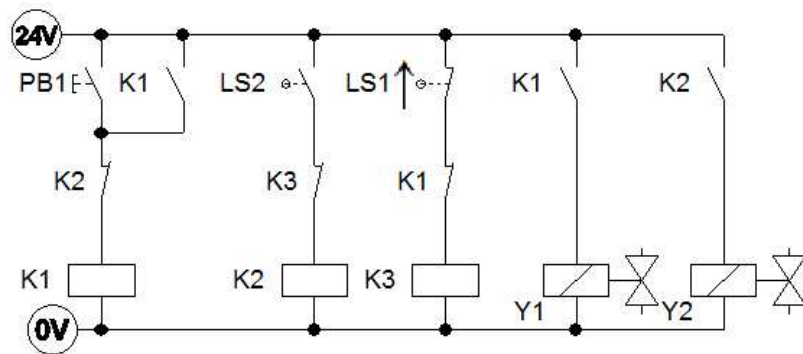 24V
PB1 K1 LS2 LS1 K1 K2
K2 K3 K1
K1 K2 K3
Y1 Y2
0V